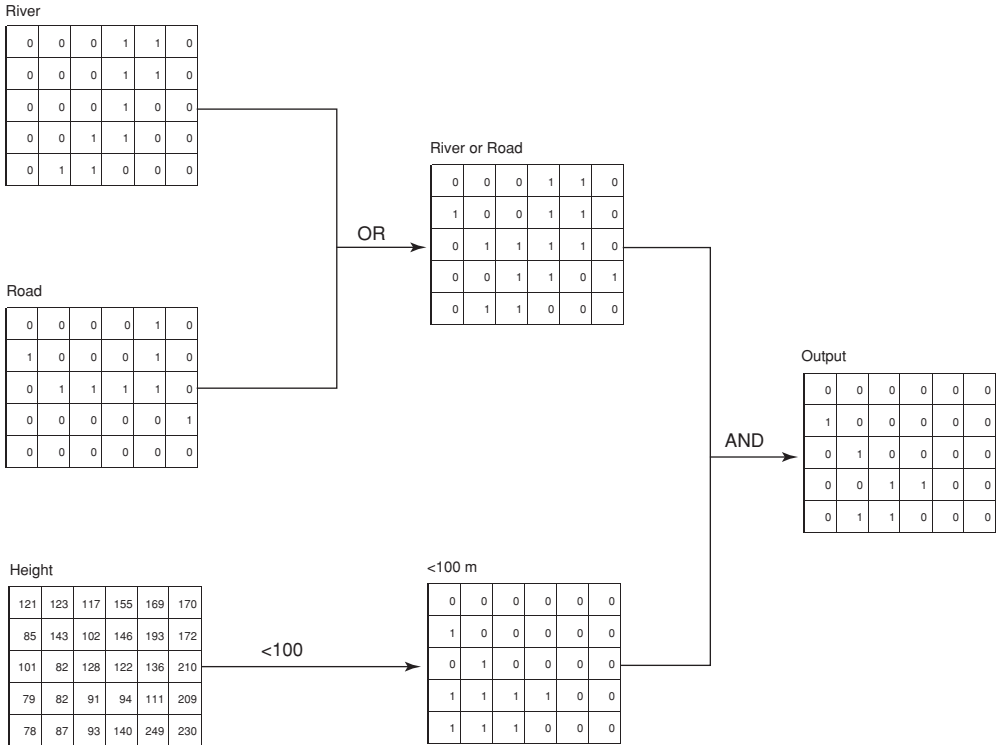 River
0 0 0 1 1 0
0 0 0 1 1 0
0 0 0 1 0 0
0 0 1 1 0 0
0 1 1 0 0 0
Road
0 0 0 0 1 0
1 0 0 0 1 0
0 1 1 1 1 0
0 0 0 0 0 1
0 0 0 0 0 0
OR
River or Road
0 0 0 1 1 0
1 0 0 1 1 0
0 1 1 1 1 0
0 0 1 1 0 1
0 1 1 0 0 0
Height
121 123 117 155 169 170
85 143 102 146 193 172
101 82 128 122 136 210
79 82 91 94 111 209
78 87 93 140 249 230
<100
<100 m
0 0 0 0 0 0
1 0 0 0 0 0
0 1 0 0 0 0
1 1 1 1 0 0
1 1 1 0 0 0
AND
Output
0 0 0 0 0 0
1 0 0 0 0 0
0 1 0 0 0 0
0 0 1 1 0 0
0 1 1 0 0 0